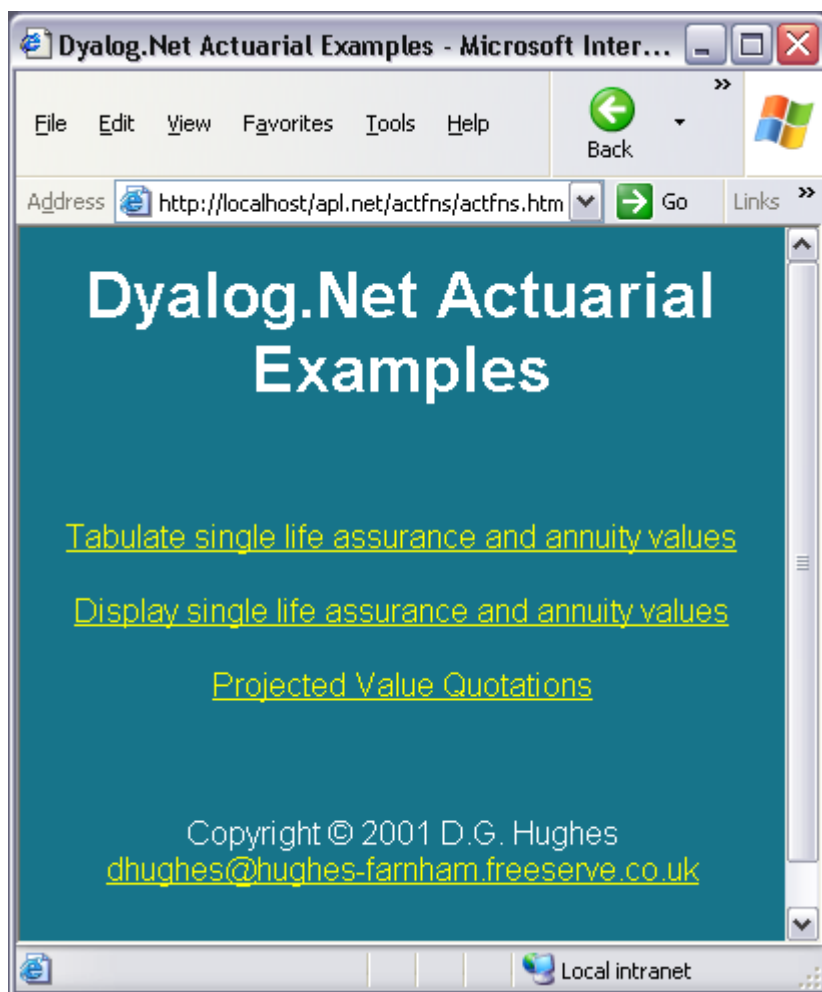 Dyalog.Net Actuarial Examples - Microsoft Inter...
File Edit View Favorites Tools Help
»
Back
Address http://localhost/apl.net/actfns/actfns.htm Go Links »
Dyalog.Net Actuarial
Examples
Tabulate single life assurance and annuity values
Display single life assurance and annuity values
Projected Value Quotations
Copyright © 2001 D.G. Hughes
dhughes@hughes-farnham.freeserve.co.uk
Local intranet